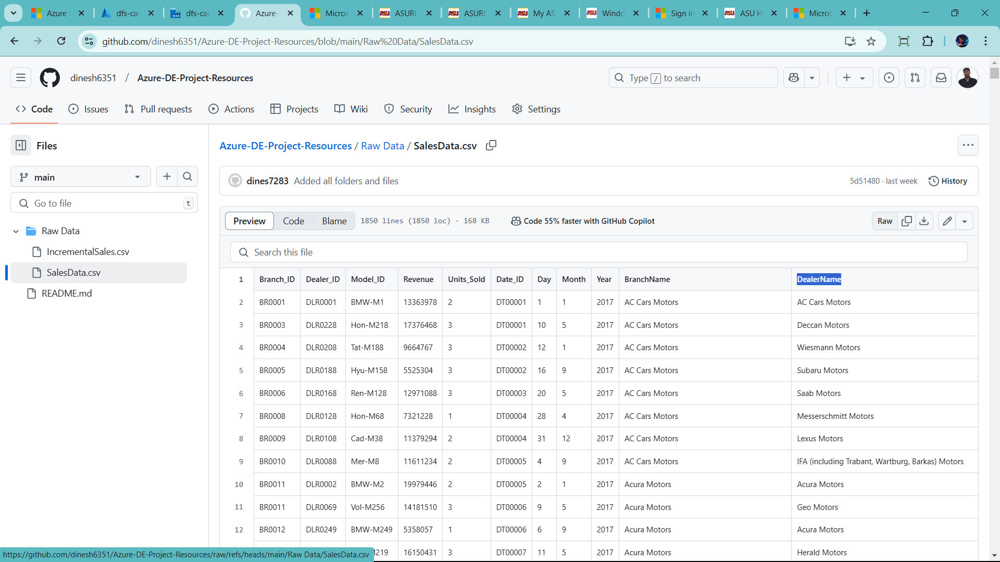 Azure f
dfs-car
dfs-car
Azure-
Micros
ASURI
ASURI
My AS
Windo
Sign in
ASU H
Micros
github.com/dinesh6351/Azure-DE-Project-Resources/blob/main/Raw%20Data/SalesData.csv
dinesh6351 / Azure-DE-Project-Resources
Type / to search
Code Issues Pull requests Actions Projects Wiki Security Insights Settings
Files
main
Go to file t
Raw Data
IncrementalSales.csv
SalesData.csv
README.md
Azure-DE-Project-Resources / Raw Data / SalesData.csv
dines7283 Added all folders and files 5d51480 · last week History
Preview Code Blame 1850 lines (1850 loc) · 168 KB Code 55% faster with GitHub Copilot Raw
Search this file
1 Branch_ID Dealer_ID Model_ID Revenue Units_Sold Date_ID Day Month Year BranchName DealerName
2 BR0001 DLR0001 BMW-M1 13363978 2 DT00001 1 1 2017 AC Cars Motors AC Cars Motors
3 BR0003 DLR0228 Hon-M218 17376468 3 DT00001 10 5 2017 AC Cars Motors Deccan Motors
4 BR0004 DLR0208 Tat-M188 9664767 3 DT00002 12 1 2017 AC Cars Motors Wiesmann Motors
5 BR0005 DLR0188 Hyu-M158 5525304 3 DT00002 16 9 2017 AC Cars Motors Subaru Motors
6 BR0006 DLR0168 Ren-M128 12971088 3 DT00003 20 5 2017 AC Cars Motors Saab Motors
7 BR0008 DLR0128 Hon-M68 7321228 1 DT00004 28 4 2017 AC Cars Motors Messerschmitt Motors
8 BR0009 DLR0108 Cad-M38 11379294 2 DT00004 31 12 2017 AC Cars Motors Lexus Motors
9 BR0010 DLR0088 Mer-M8 11611234 2 DT00005 4 9 2017 AC Cars Motors IFA (including Trabant, Wartburg, Barkas) Motors
10 BR0011 DLR0002 BMW-M2 19979446 2 DT00005 2 1 2017 Acura Motors Acura Motors
11 BR0011 DLR0069 Vol-M256 14181510 3 DT00006 9 5 2017 Acura Motors Geo Motors
12 BR0012 DLR0249 BMW-M249 5358057 1 DT00006 6 9 2017 Acura Motors Acura Motors
M219 16150431 3 DT00007 11 5 2017 Acura Motors Herald Motors
https://github.com/dinesh6351/Azure-DE-Project-Resources/raw/refs/heads/main/Raw Data/SalesData.csv